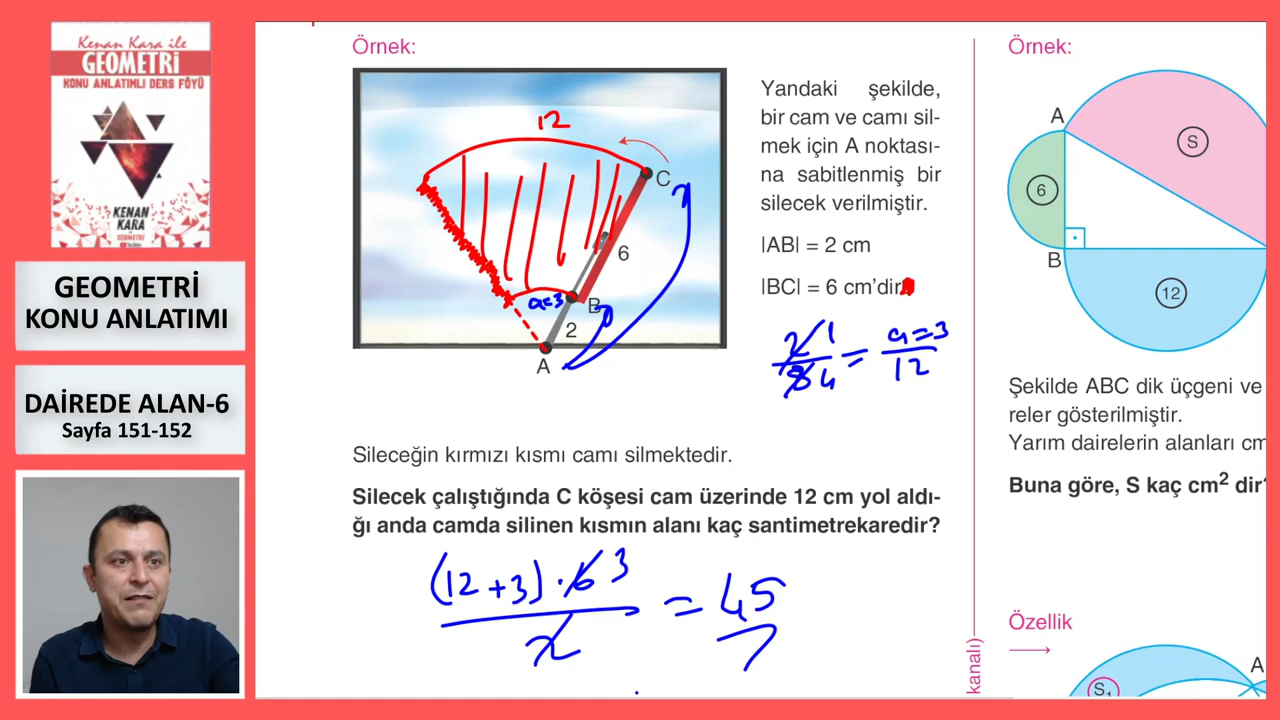 Kenan Kara ile
GEOMETRİ
KONU ANLATIMLI DERS FÖYÜ
KENAN
KARA
GEOMETRİ
KONU ANLATIMI
DAİREDE ALAN-6
Sayfa 151-152
Örnek:
12
C
6
a=3
B
2
A
Yandaki şekilde,
bir cam ve camı sil-
mek için A noktası-
na sabitlenmiş bir
silecek verilmiştir.
|AB| = 2 cm
|BC| = 6 cm'dir.
2 1 / 8 4 = a=3 / 12
Sileceğin kırmızı kısmı camı silmektedir.
Silecek çalıştığında C köşesi cam üzerinde 12 cm yol aldı-
ğı anda camda silinen kısmın alanı kaç santimetrekaredir?
(12+3) · 6 3 / 2 = 45
kanalı)
Örnek:
A
S
6
B
12
Şekilde ABC dik üçgeni ve
reler gösterilmiştir.
Yarım dairelerin alanları cm
Buna göre, S kaç cm² dir?
Özellik
A
S₁